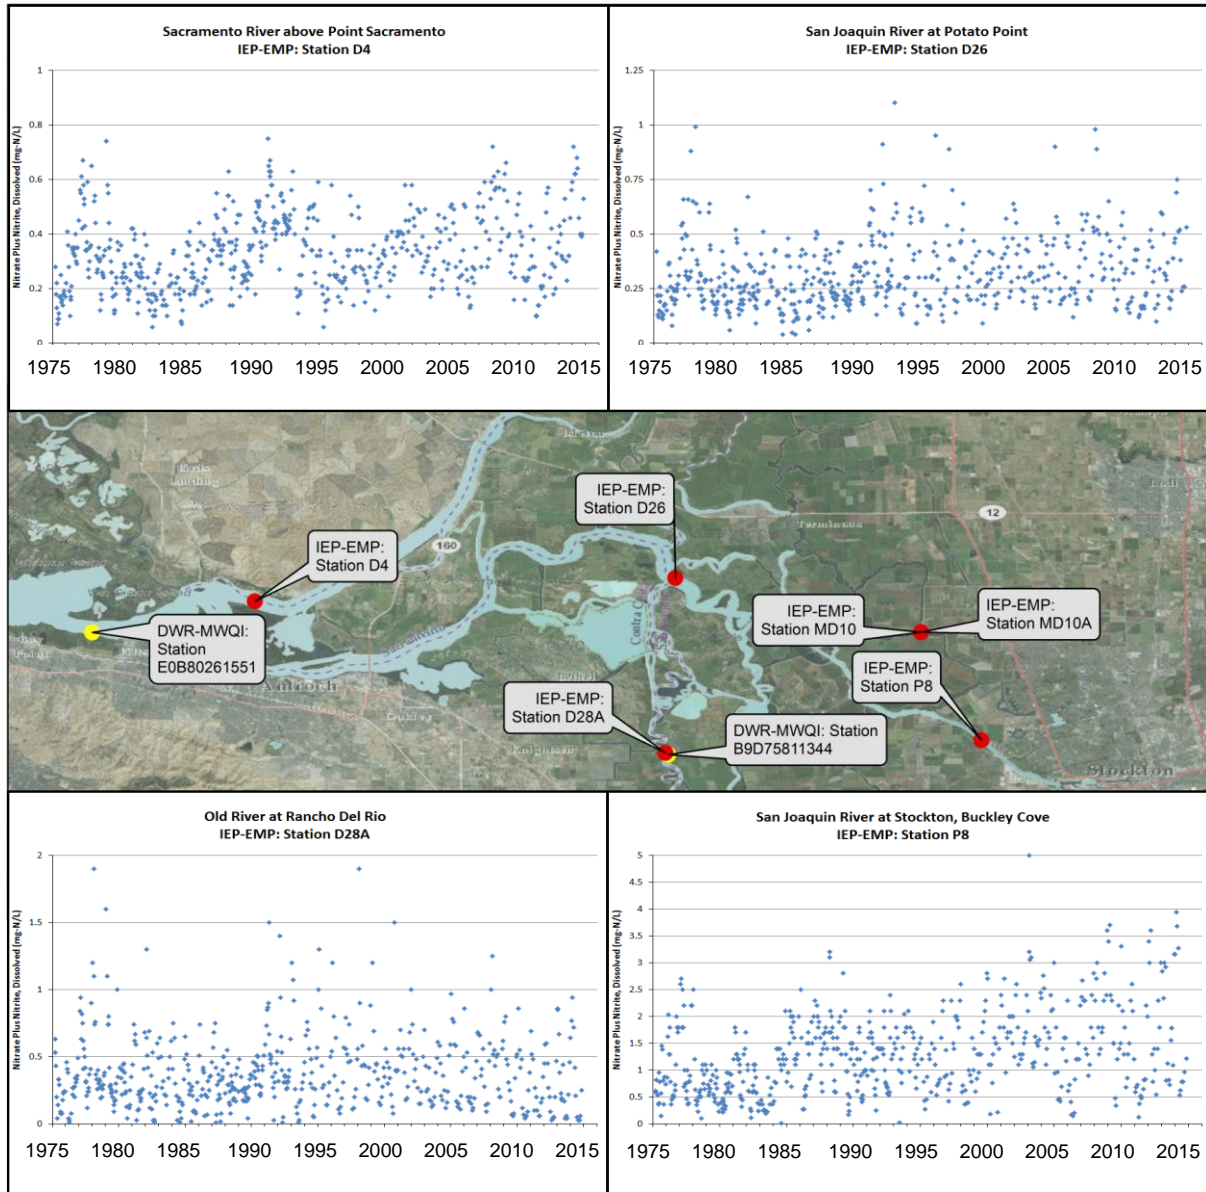 Sacramento River above Point Sacramento
IEP-EMP: Station D4
Nitrate Plus Nitrite, Dissolved (mg-N/L)
1
0.8
0.6
0.4
0.2
0
1975 1980 1985 1990 1995 2000 2005 2010 2015
San Joaquin River at Potato Point
IEP-EMP: Station D26
Nitrate Plus Nitrite, Dissolved (mg-N/L)
1.25
1
0.75
0.5
0.25
0
1975 1980 1985 1990 1995 2000 2005 2010 2015
IEP-EMP:
Station D26
IEP-EMP:
Station D4
160
12
Terminous
Lodi
DWR-MWQI:
Station
E0B80261551
IEP-EMP:
Station MD10
IEP-EMP:
Station MD10A
IEP-EMP:
Station P8
IEP-EMP:
Station D28A
DWR-MWQI: Station
B9D75811344
Antioch
Oakley
Knightsen
Stockton
Old River at Rancho Del Rio
IEP-EMP: Station D28A
Nitrate Plus Nitrite, Dissolved (mg-N/L)
2
1.5
1
0.5
0
1975 1980 1985 1990 1995 2000 2005 2010 2015
San Joaquin River at Stockton, Buckley Cove
IEP-EMP: Station P8
Nitrate Plus Nitrite, Dissolved (mg-N/L)
5
4.5
4
3.5
3
2.5
2
1.5
1
0.5
0
1975 1980 1985 1990 1995 2000 2005 2010 2015